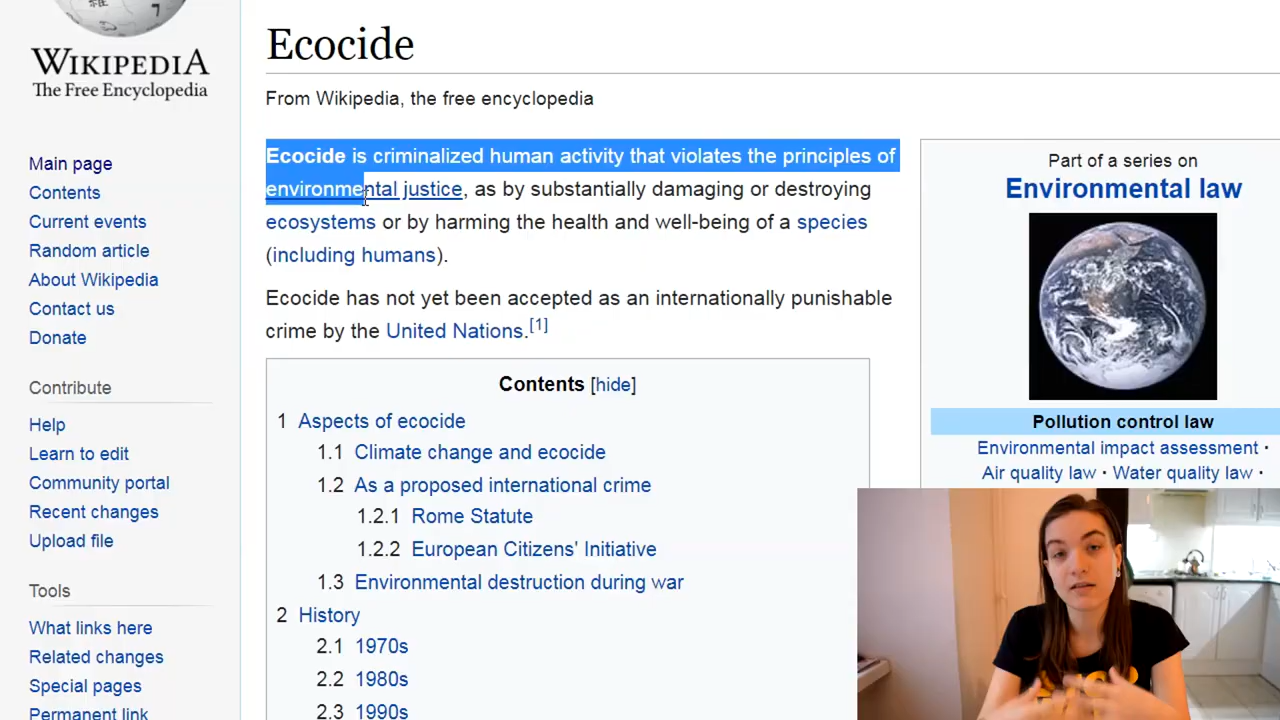 WIKIPEDIA
The Free Encyclopedia
Main page
Contents
Current events
Random article
About Wikipedia
Contact us
Donate
Contribute
Help
Learn to edit
Community portal
Recent changes
Upload file
Tools
What links here
Related changes
Special pages
Permanent link
Ecocide
From Wikipedia, the free encyclopedia
Ecocide is criminalized human activity that violates the principles of
environmental justice, as by substantially damaging or destroying
ecosystems or by harming the health and well-being of a species
(including humans).
Ecocide has not yet been accepted as an internationally punishable
crime by the United Nations.[1]
Contents [hide]
1 Aspects of ecocide
1.1 Climate change and ecocide
1.2 As a proposed international crime
1.2.1 Rome Statute
1.2.2 European Citizens' Initiative
1.3 Environmental destruction during war
2 History
2.1 1970s
2.2 1980s
2.3 1990s
Part of a series on
Environmental law
Pollution control law
Environmental impact assessment ·
Air quality law · Water quality law ·